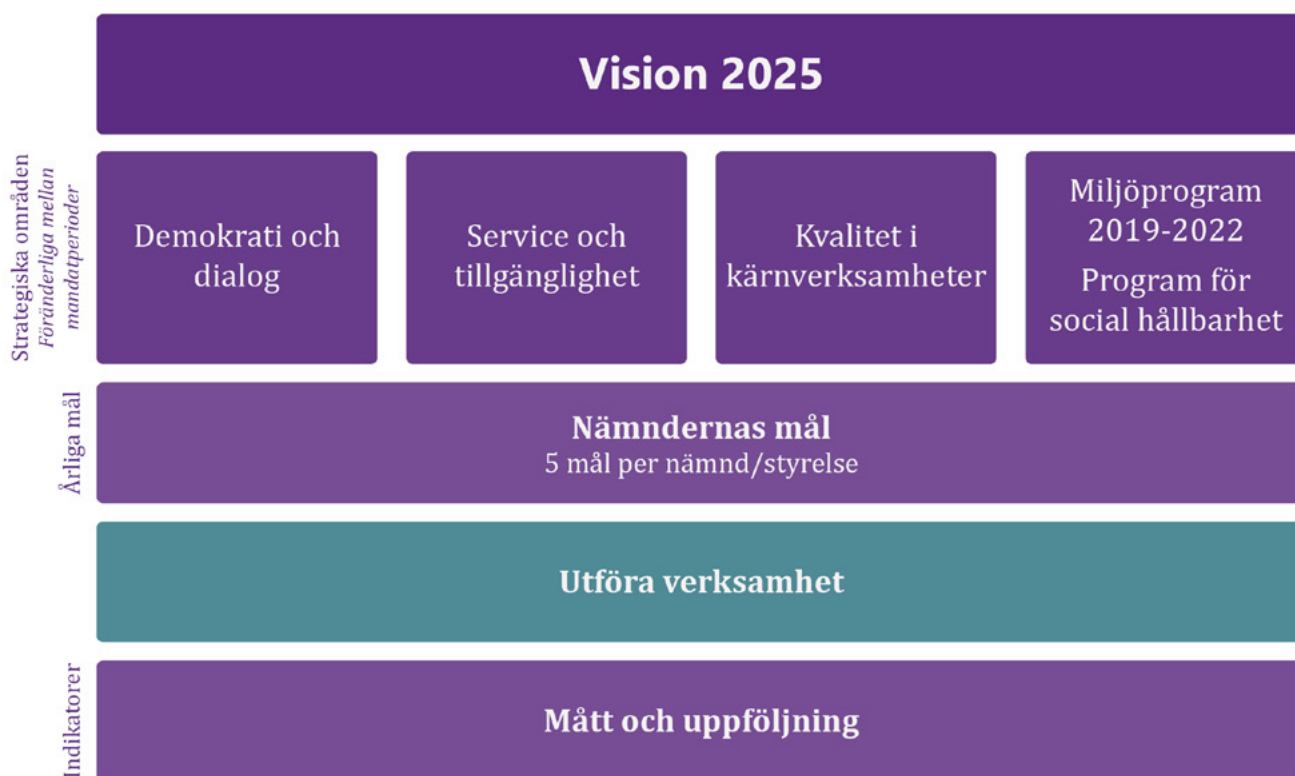 Vision 2025
Strategiska områden
Föränderliga mellan
mandatperioder
Demokrati och
dialog
Service och
tillgänglighet
Kvalitet i
kärnverksamheter
Miljöprogram
2019-2022
Program för
social hållbarhet
Årliga mål
Nämndernas mål
5 mål per nämnd/styrelse
Utföra verksamhet
Indikatorer
Mått och uppföljning